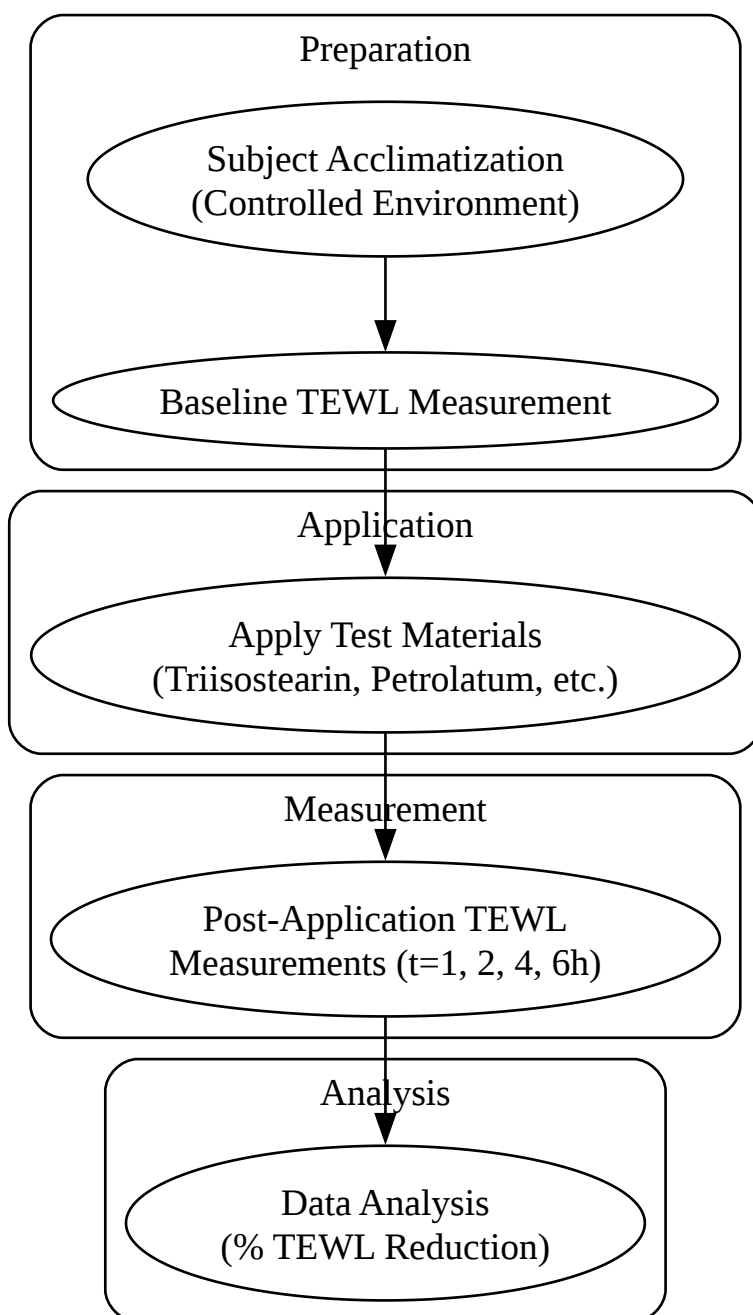 Preparation
Subject Acclimatization
(Controlled Environment)
Baseline TEWL Measurement
Application
Apply Test Materials
(Triisostearin, Petrolatum, etc.)
Measurement
Post-Application TEWL
Measurements (t=1, 2, 4, 6h)
Analysis
Data Analysis
(% TEWL Reduction)